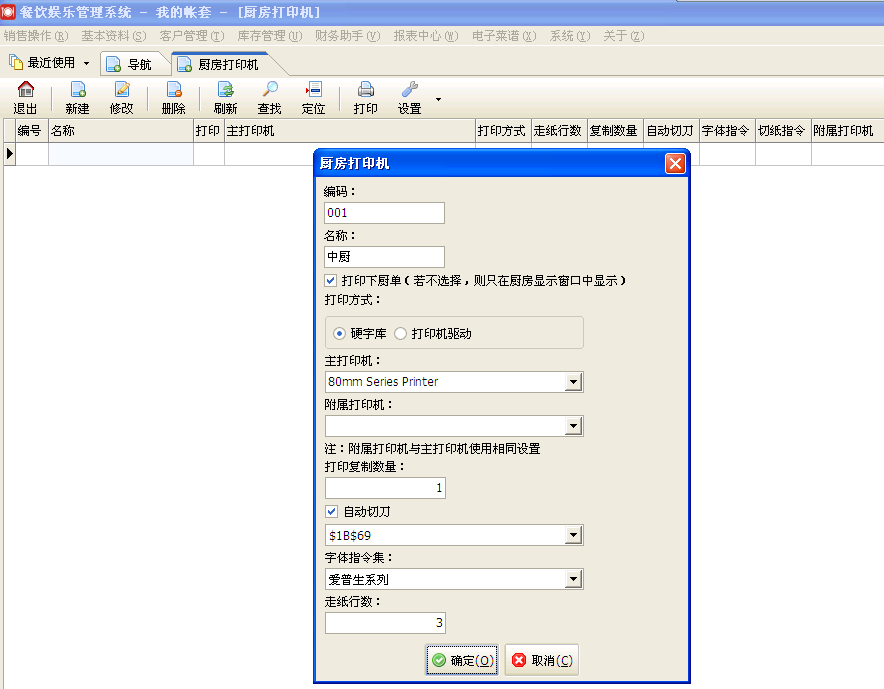 餐饮娱乐管理系统 - 我的帐套 - [厨房打印机]
销售操作(R) 基本资料(S) 客户管理(T) 库存管理(U) 财务助手(V) 报表中心(W) 电子菜谱(X) 系统(Y) 关于(Z)
最近使用 导航 厨房打印机
退出 新建 修改 删除 刷新 查找 定位 打印 设置
编号 名称 打印 主打印机 打印方式 走纸行数 复制数量 自动切刀 字体指令 切纸指令 附属打印机
厨房打印机
编码：
001
名称：
中厨
打印下厨单（若不选择，则只在厨房显示窗口中显示）
打印方式：
硬字库 打印机驱动
主打印机：
80mm Series Printer
附属打印机：
注：附属打印机与主打印机使用相同设置
打印复制数量：
1
自动切刀
$1B$69
字体指令集：
爱普生系列
走纸行数：
3
确定(O) 取消(C)